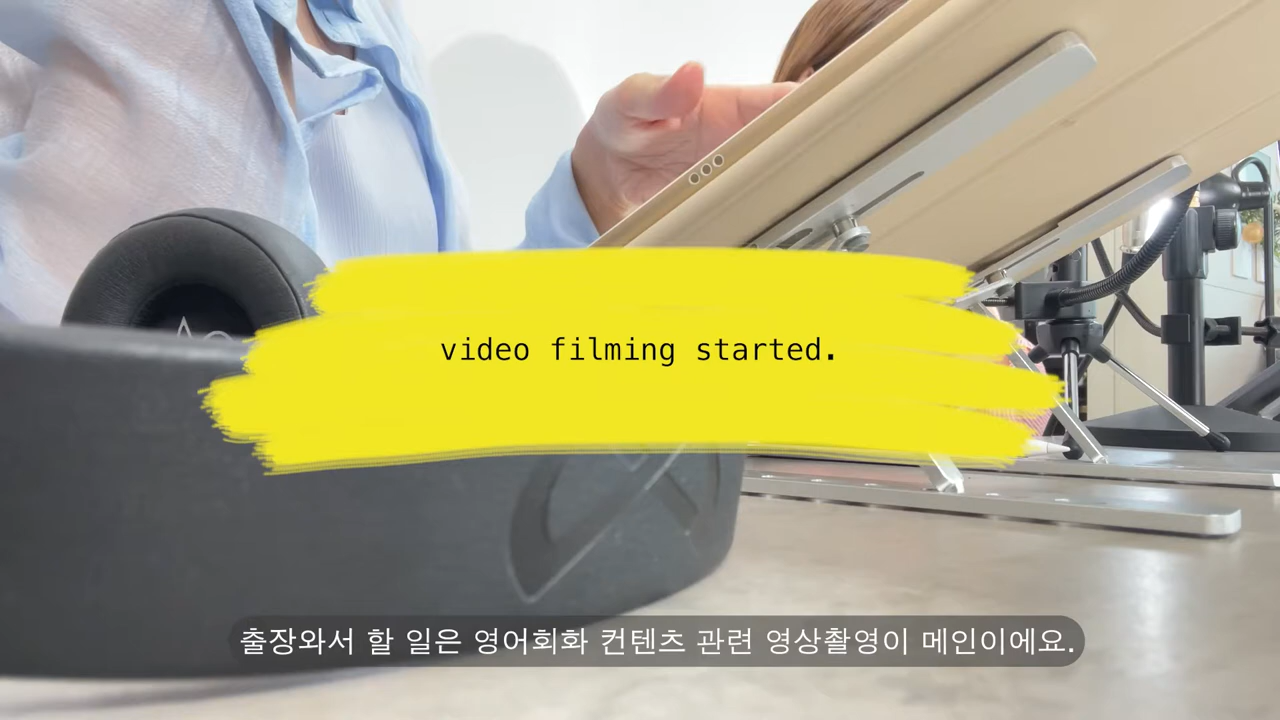 video filming started.
출장와서 할 일은 영어회화 컨텐츠 관련 영상촬영이 메인이에요.